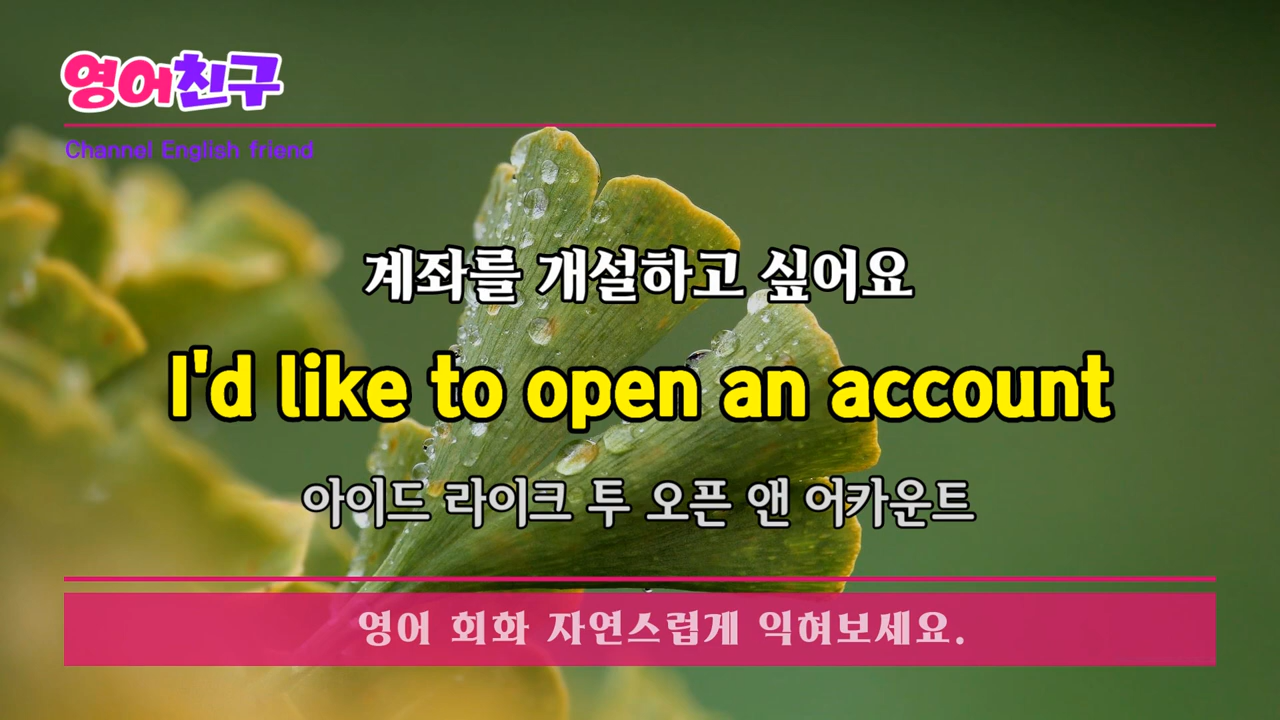 영어친구
Channel English friend
계좌를 개설하고 싶어요
I'd like to open an account
아이드 라이크 투 오픈 앤 어카운트
영어 회화 자연스럽게 익혀보세요.